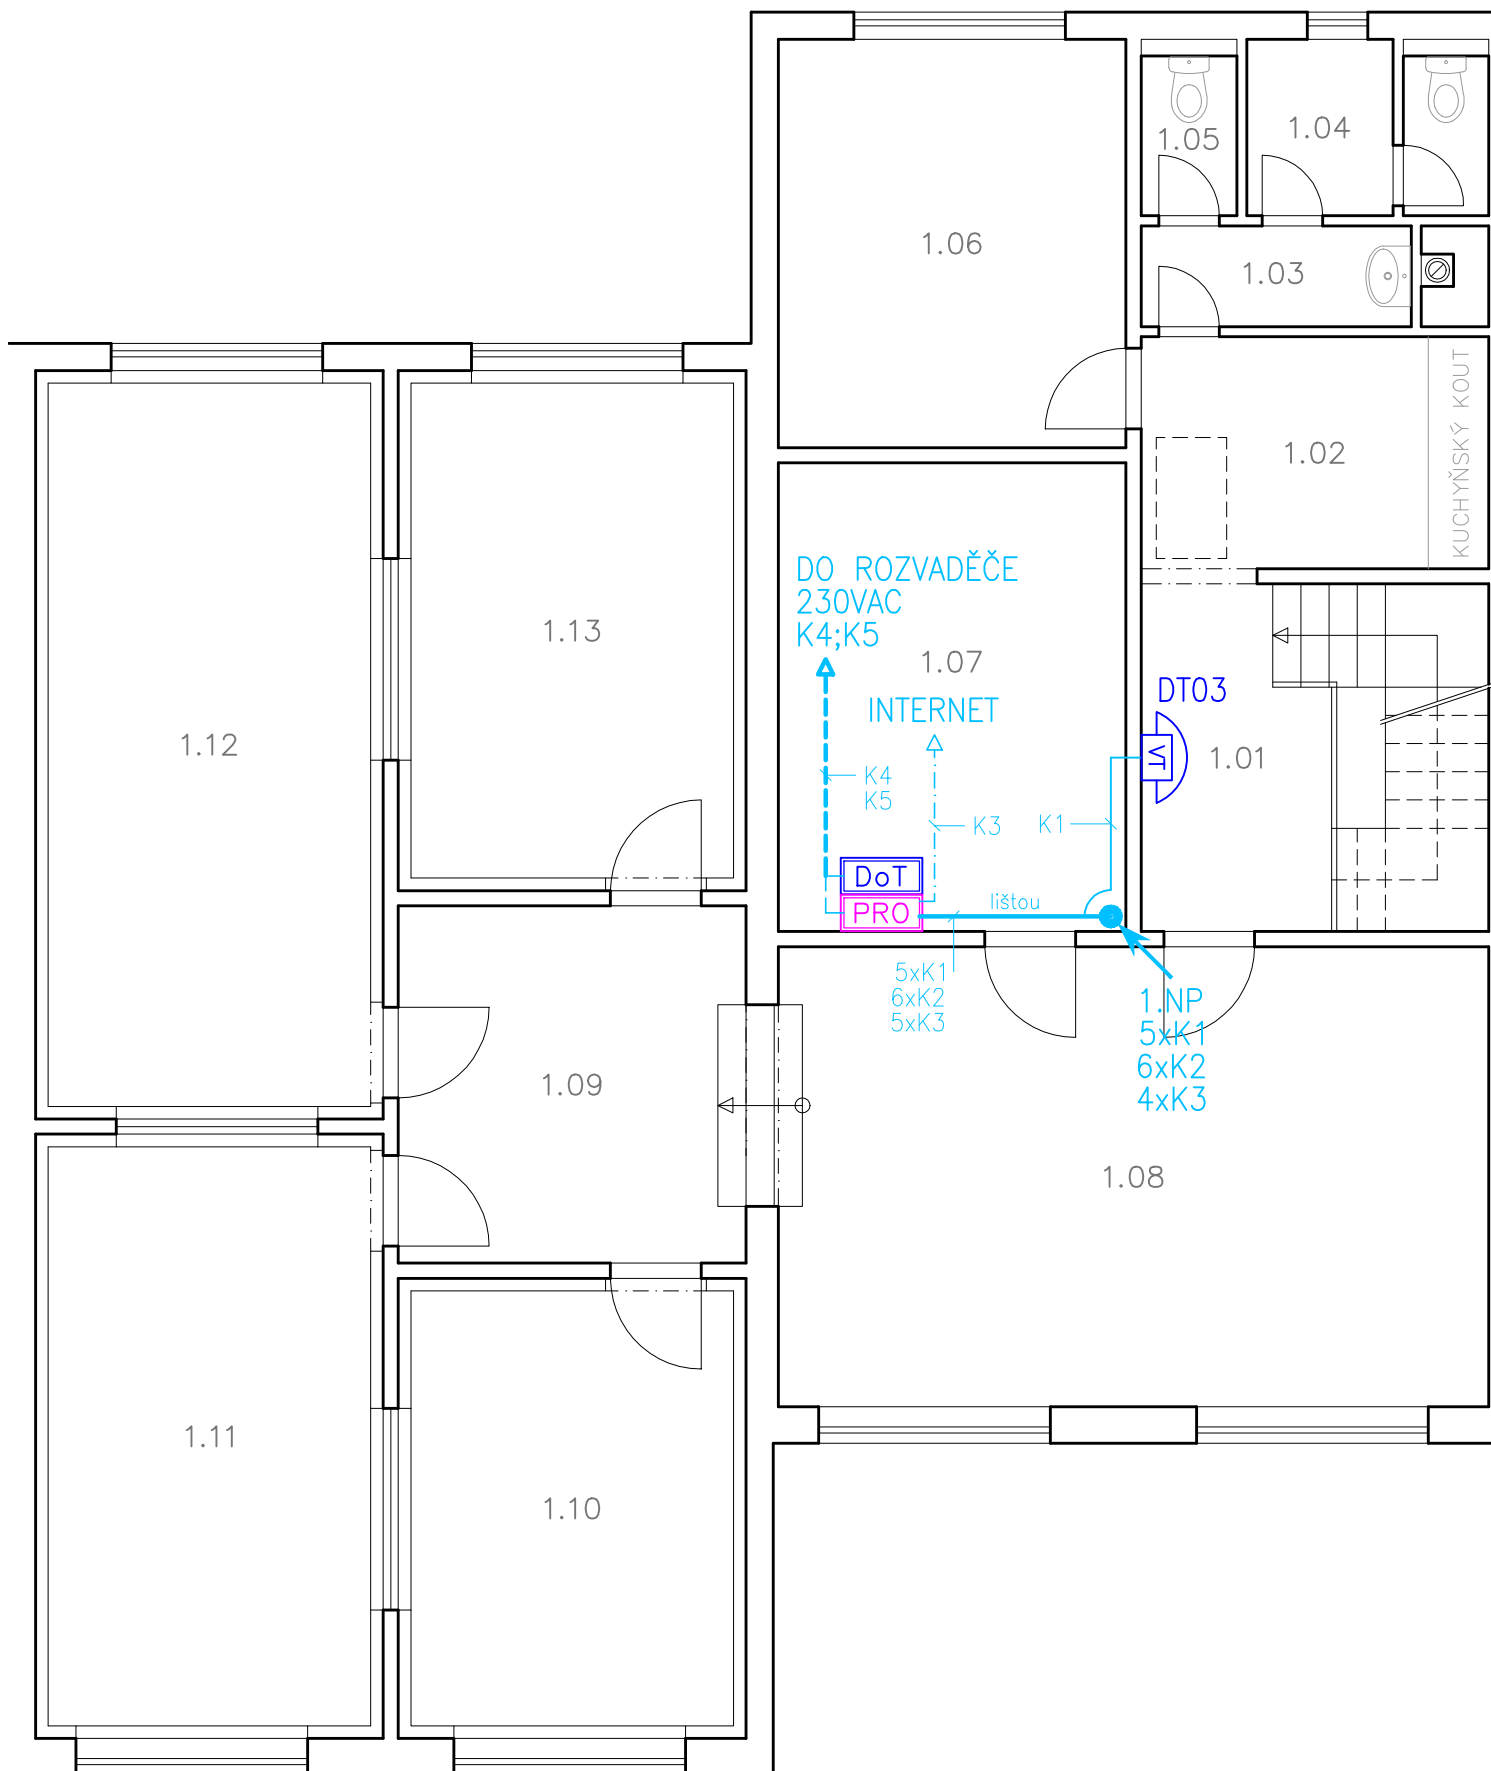 1.05
1.04
1.06
1.03
KUCHYŇSKÝ KOUT
1.02
DO ROZVADĚČE
230VAC
K4;K5
1.13
1.07
DT03
INTERNET
1.12
VT
1.01
K4
K5
K3
K1
DoT
PRO
lištou
5xK1
6xK2
5xK3
1.NP
5xK1
6xK2
4xK3
1.09
1.08
1.11
1.10